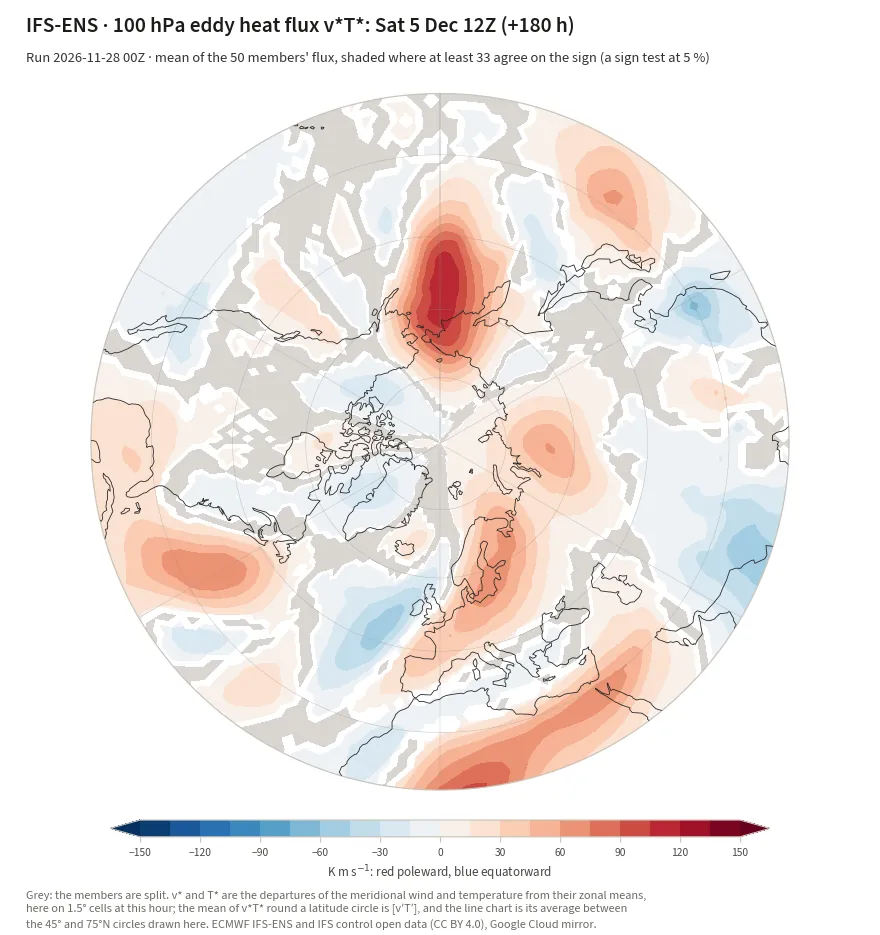 IFS-ENS · 100 hPa eddy heat flux v*T*: Sat 5 Dec 12Z (+180 h)
Run 2026-11-28 00Z · mean of the 50 members' flux, shaded where at least 33 agree on the sign (a sign test at 5 %)
−150 −120 −90 −60 −30 0 30 60 90 120 150
K m s⁻¹: red poleward, blue equatorward
Grey: the members are split. v* and T* are the departures of the meridional wind and temperature from their zonal means,
here on 1.5° cells at this hour; the mean of v*T* round a latitude circle is [v'T'], and the line chart is its average between
the 45° and 75°N circles drawn here. ECMWF IFS-ENS and IFS control open data (CC BY 4.0), Google Cloud mirror.